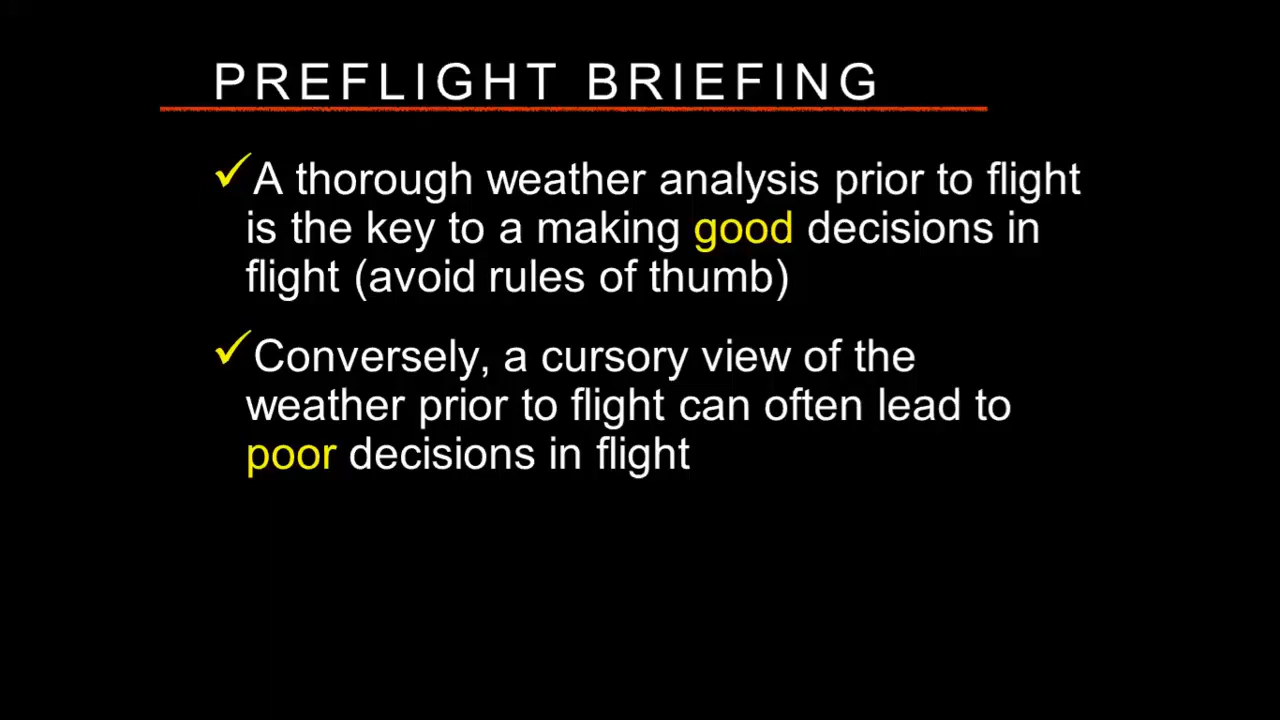 PREFLIGHT BRIEFING
✓A thorough weather analysis prior to flight
is the key to a making good decisions in
flight (avoid rules of thumb)
✓Conversely, a cursory view of the
weather prior to flight can often lead to
poor decisions in flight